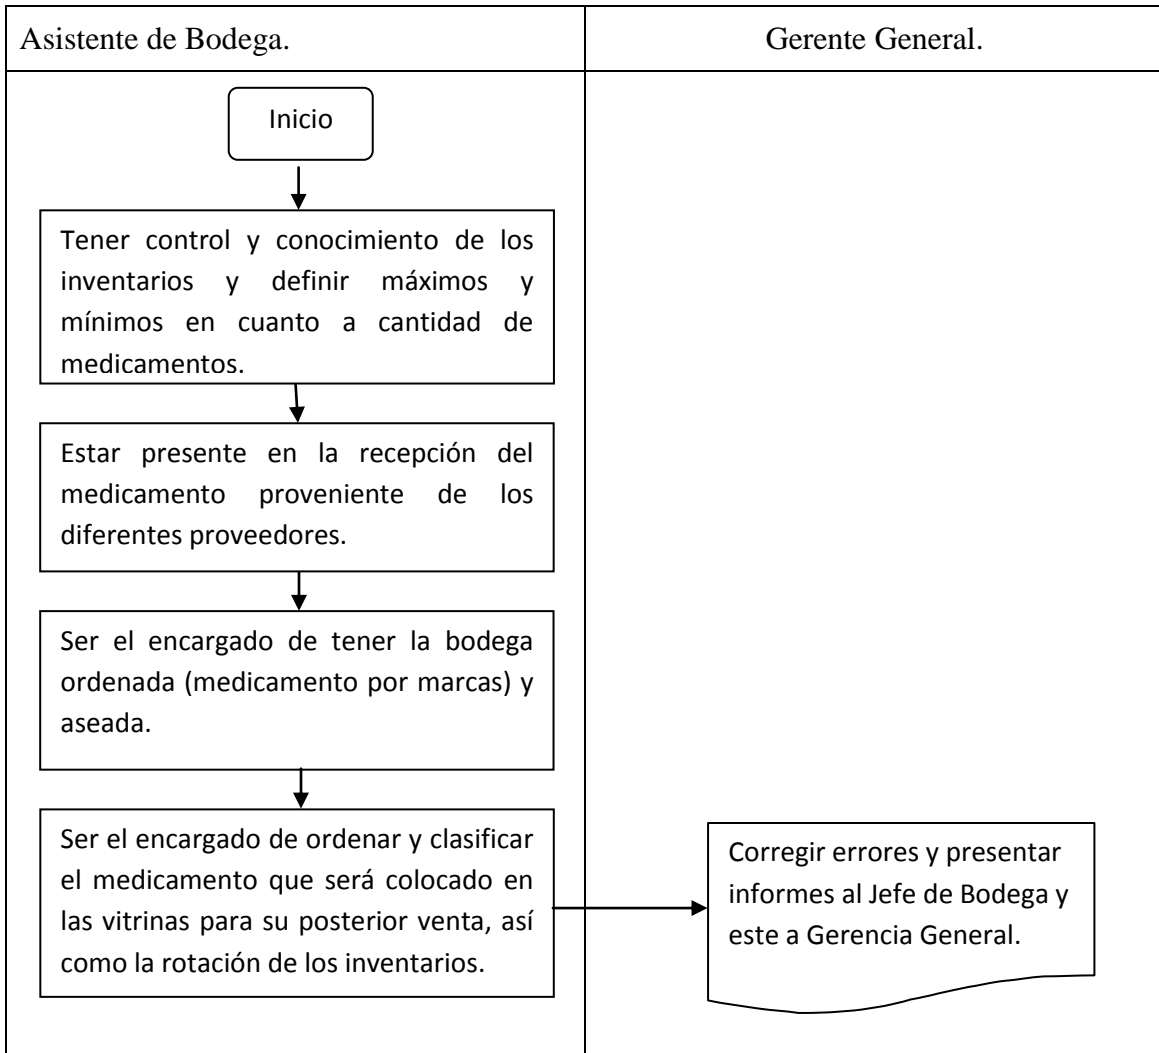 Asistente de Bodega.
Gerente General.
Inicio
Tener control y conocimiento de los
inventarios y definir máximos y
mínimos en cuanto a cantidad de
medicamentos.
Estar presente en la recepción del
medicamento proveniente de los
diferentes proveedores.
Ser el encargado de tener la bodega
ordenada (medicamento por marcas) y
aseada.
Ser el encargado de ordenar y clasificar
el medicamento que será colocado en
las vitrinas para su posterior venta, así
como la rotación de los inventarios.
Corregir errores y presentar
informes al Jefe de Bodega y
este a Gerencia General.